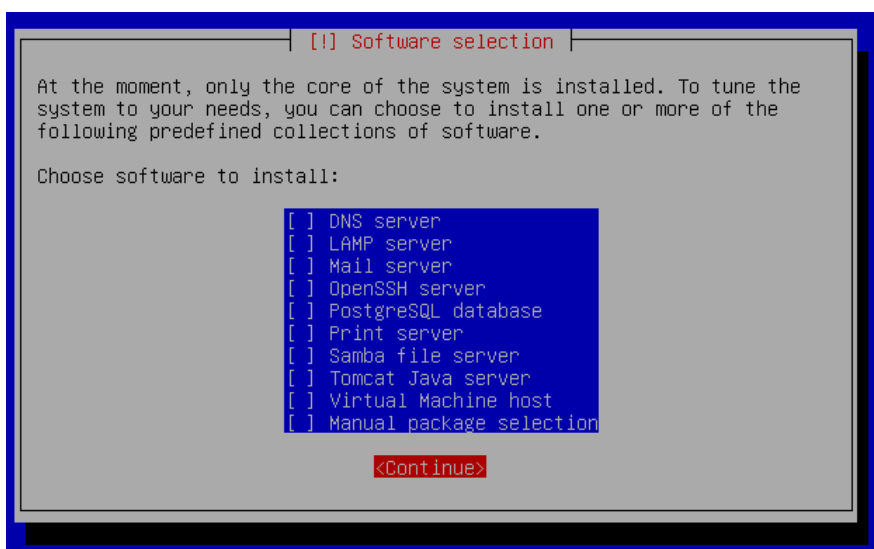 [!] Software selection
At the moment, only the core of the system is installed. To tune the
system to your needs, you can choose to install one or more of the
following predefined collections of software.
Choose software to install:
[ ] DNS server
[ ] LAMP server
[ ] Mail server
[ ] OpenSSH server
[ ] PostgreSQL database
[ ] Print server
[ ] Samba file server
[ ] Tomcat Java server
[ ] Virtual Machine host
[ ] Manual package selection
<Continue>